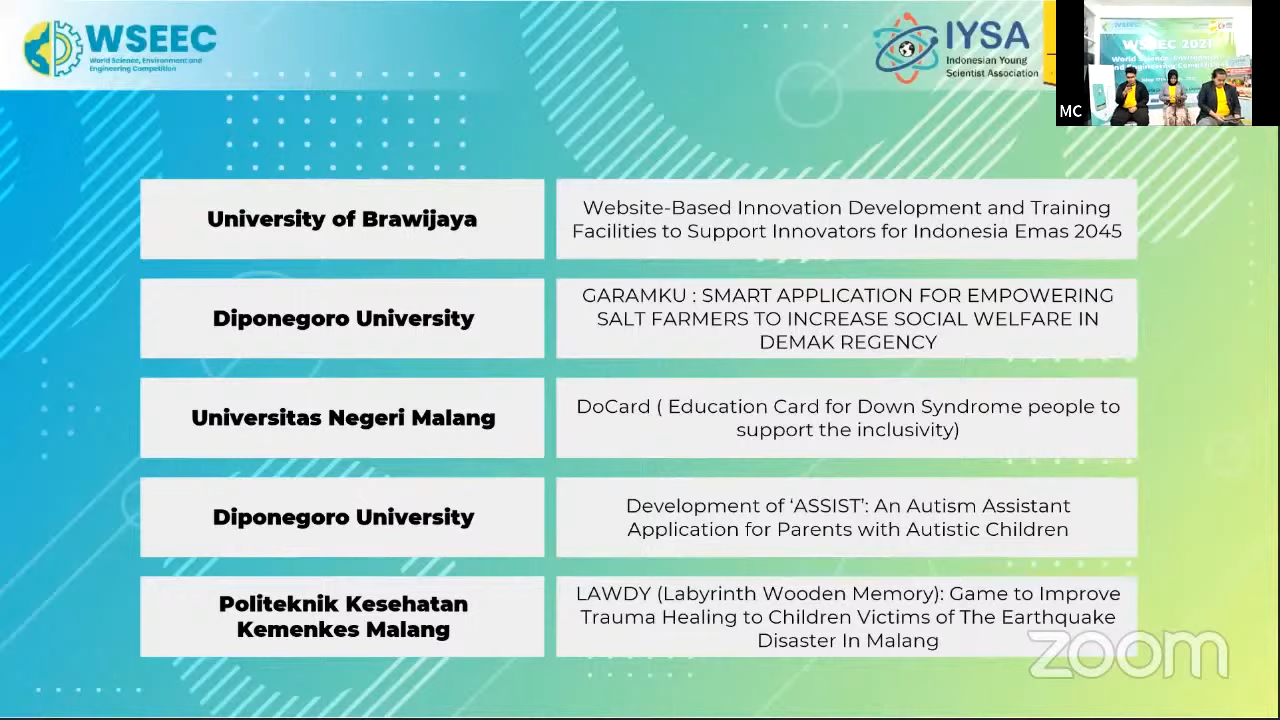 WSEEC
World Science, Environment and
Engineering Competition
IYSA
Indonesian Young
Scientist Association
WSEEC 2021
MC
University of Brawijaya
Website-Based Innovation Development and Training
Facilities to Support Innovators for Indonesia Emas 2045
Diponegoro University
GARAMKU : SMART APPLICATION FOR EMPOWERING
SALT FARMERS TO INCREASE SOCIAL WELFARE IN
DEMAK REGENCY
Universitas Negeri Malang
DoCard ( Education Card for Down Syndrome people to
support the inclusivity)
Diponegoro University
Development of ‘ASSIST’: An Autism Assistant
Application for Parents with Autistic Children
Politeknik Kesehatan
Kemenkes Malang
LAWDY (Labyrinth Wooden Memory): Game to Improve
Trauma Healing to Children Victims of The Earthquake
Disaster In Malang
zoom